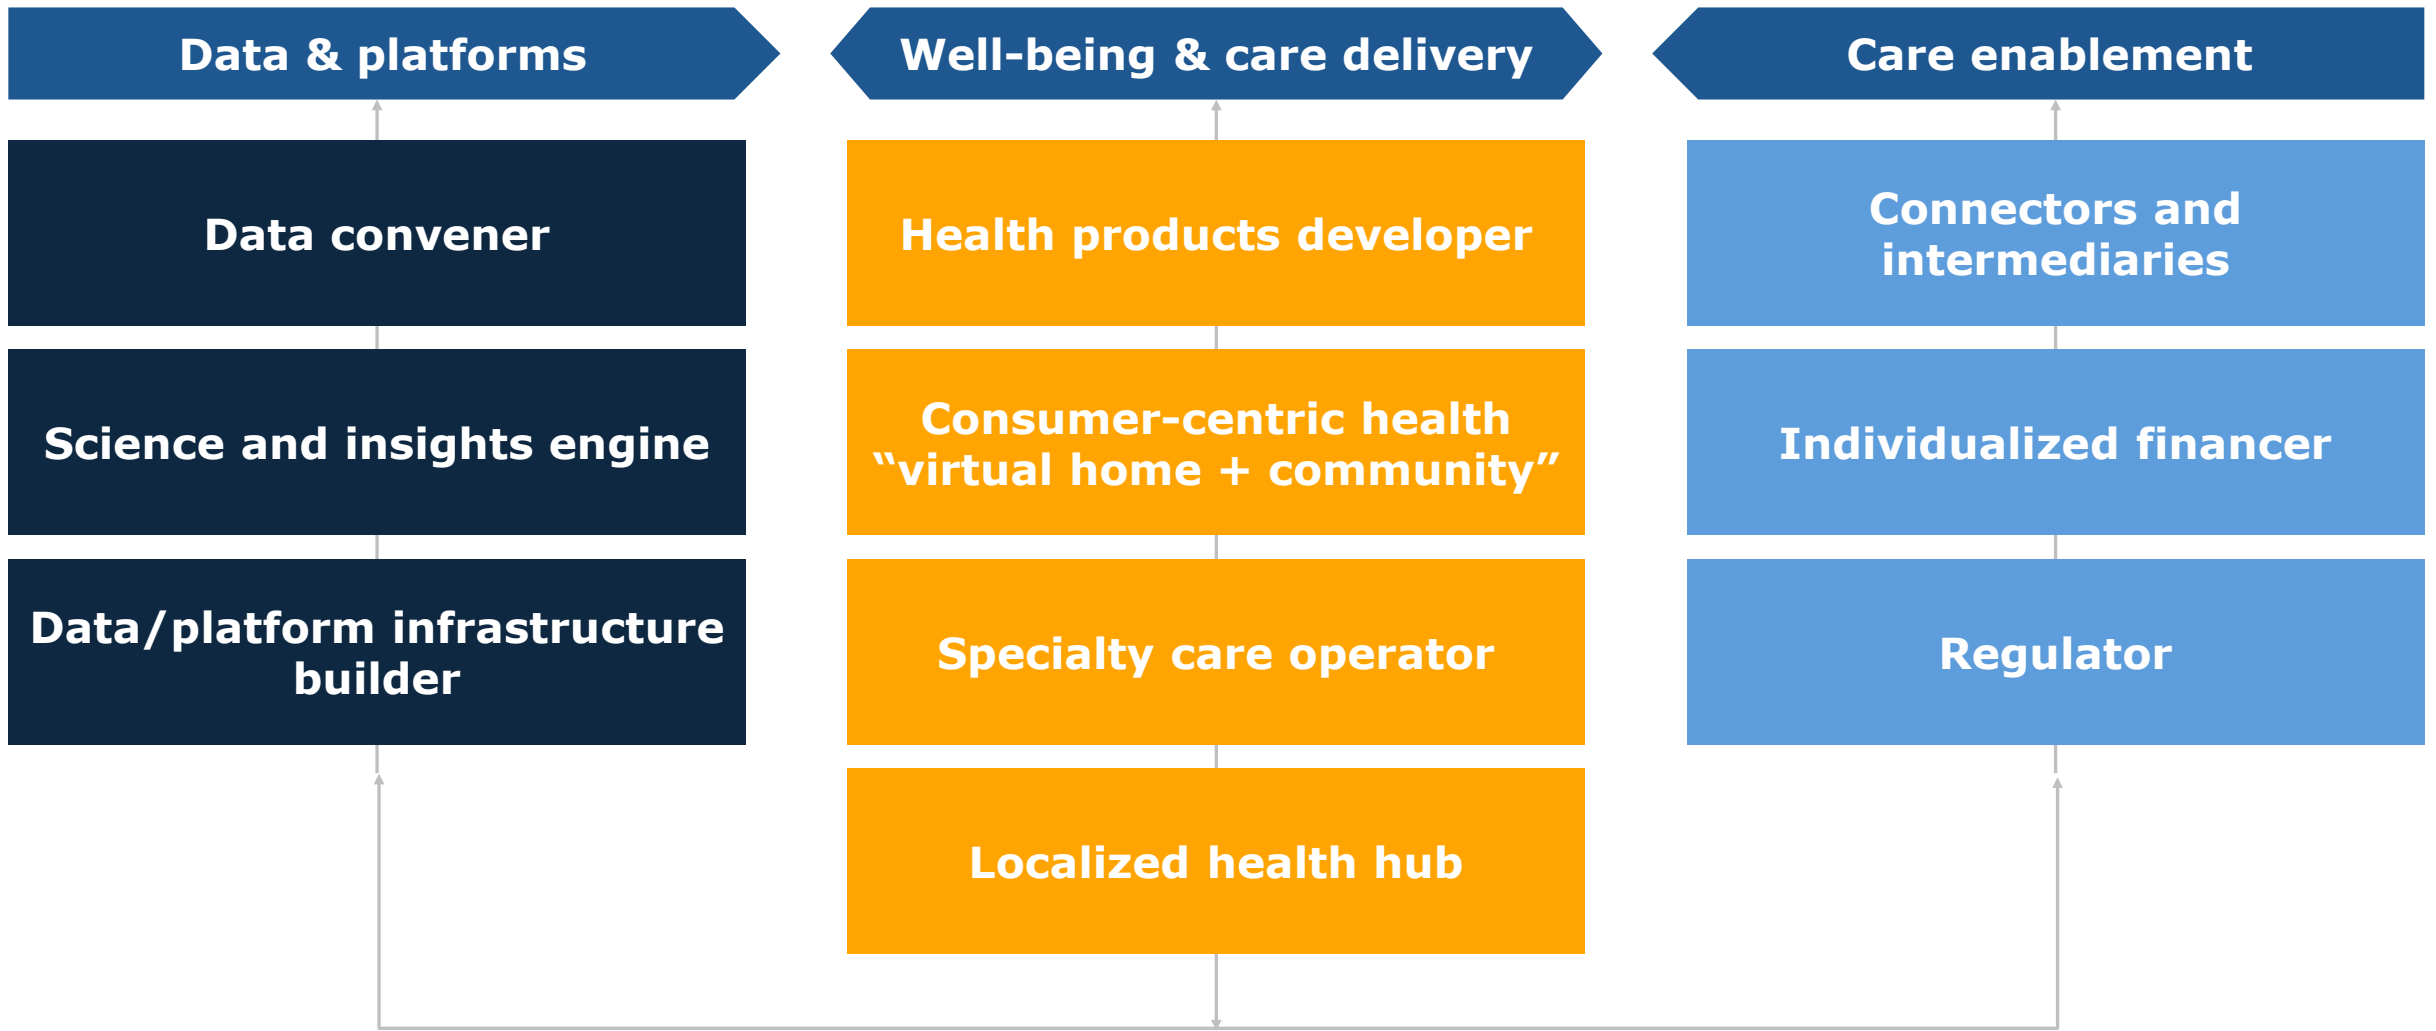 Data & platforms
Well-being & care delivery
Care enablement
Data convener
Science and insights engine
Data/platform infrastructure
builder
Health products developer
Consumer-centric health
“virtual home + community”
Specialty care operator
Localized health hub
Connectors and
intermediaries
Individualized financer
Regulator